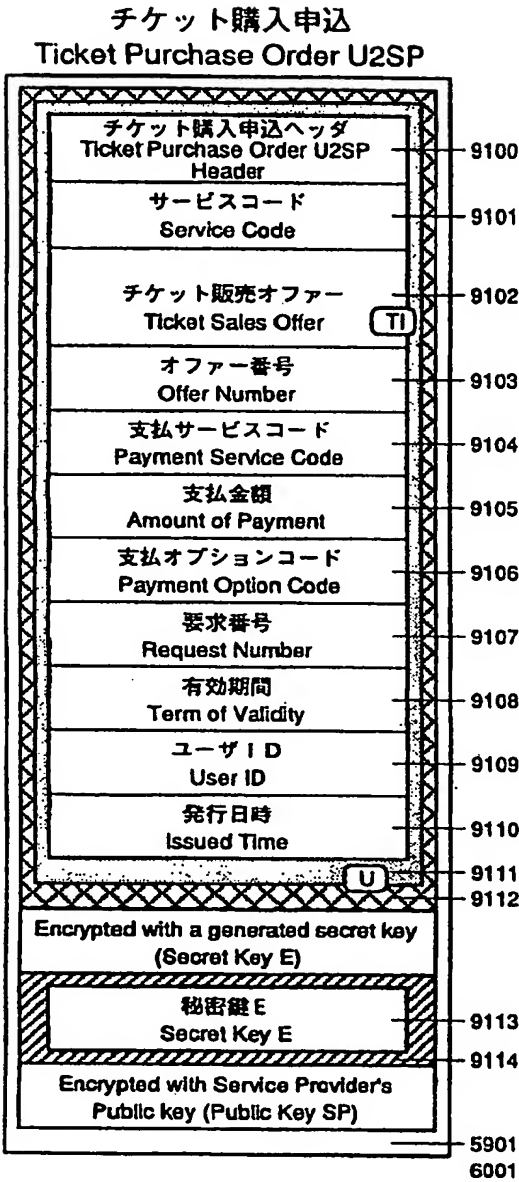 チケット購入申込
Ticket Purchase Order U2SP
チケット購入申込ヘッダ
Ticket Purchase Order U2SP
Header
9100
サービスコード
Service Code
9101
チケット販売オファー
Ticket Sales Offer
TI
9102
オファー番号
Offer Number
9103
支払サービスコード
Payment Service Code
9104
支払金額
Amount of Payment
9105
支払オプションコード
Payment Option Code
9106
要求番号
Request Number
9107
有効期間
Term of Validity
9108
ユーザID
User ID
9109
発行日時
Issued Time
9110
U
9111
9112
Encrypted with a generated secret key
(Secret Key E)
秘密鍵E
Secret Key E
9113
9114
Encrypted with Service Provider's
Public key (Public Key SP)
5901
6001